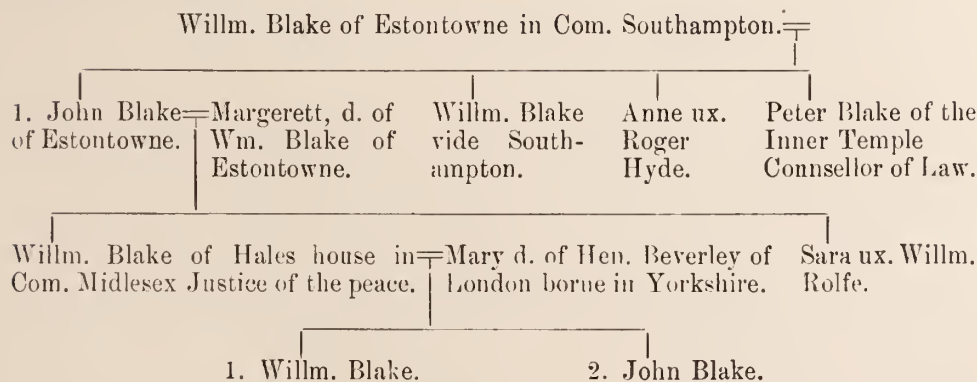 Willm. Blake of Estontowne in Com. Southampton.
1. John Blake
of Estontowne.
Margerett, d. of
Wm. Blake of
Estontowne.
Willm. Blake
vide South-
ampton.
Anne ux.
Roger
Hyde.
Peter Blake of the
Inner Temple
Connsellor of Law.
Willm. Blake of Hales house in
Com. Midlesex Justice of the peace.
Mary d. of Hen. Beverley of
London borne in Yorkshire.
Sara ux. Willm.
Rolfe.
1. Willm. Blake.
2. John Blake.